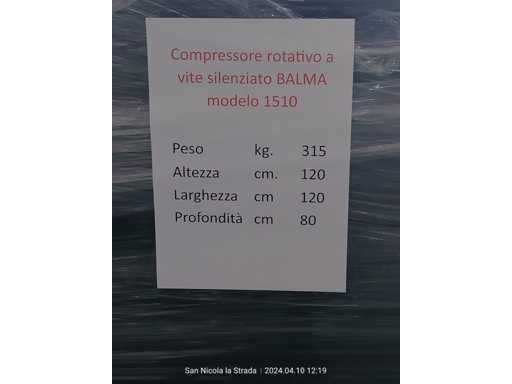 Compressore rotativo a
vite silenziato BALMA
modelo 1510
Peso kg. 315
Altezza cm. 120
Larghezza cm 120
Profondità cm 80
San Nicola la Strada | 2024.04.10 12:19